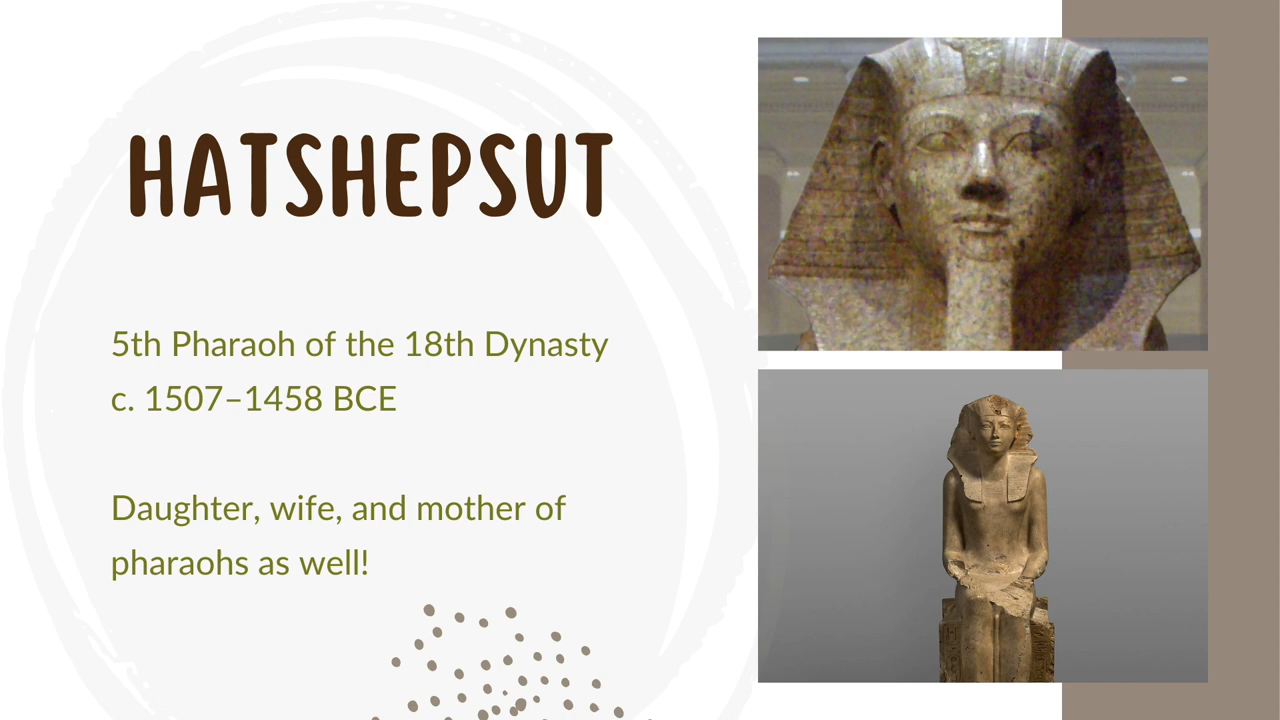 HATSHEPSUT
5th Pharaoh of the 18th Dynasty
c. 1507–1458 BCE
Daughter, wife, and mother of
pharaohs as well!